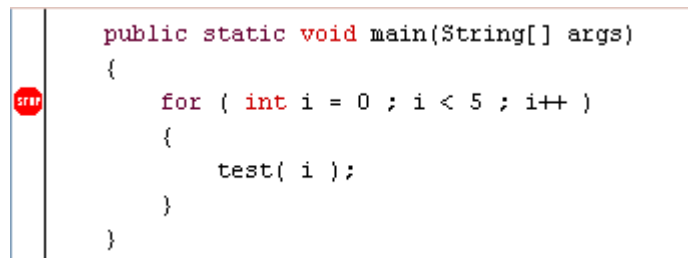 public static void main(String[] args)
{
STOP for ( int i = 0 ; i < 5 ; i++ )
{
test( i );
}
}